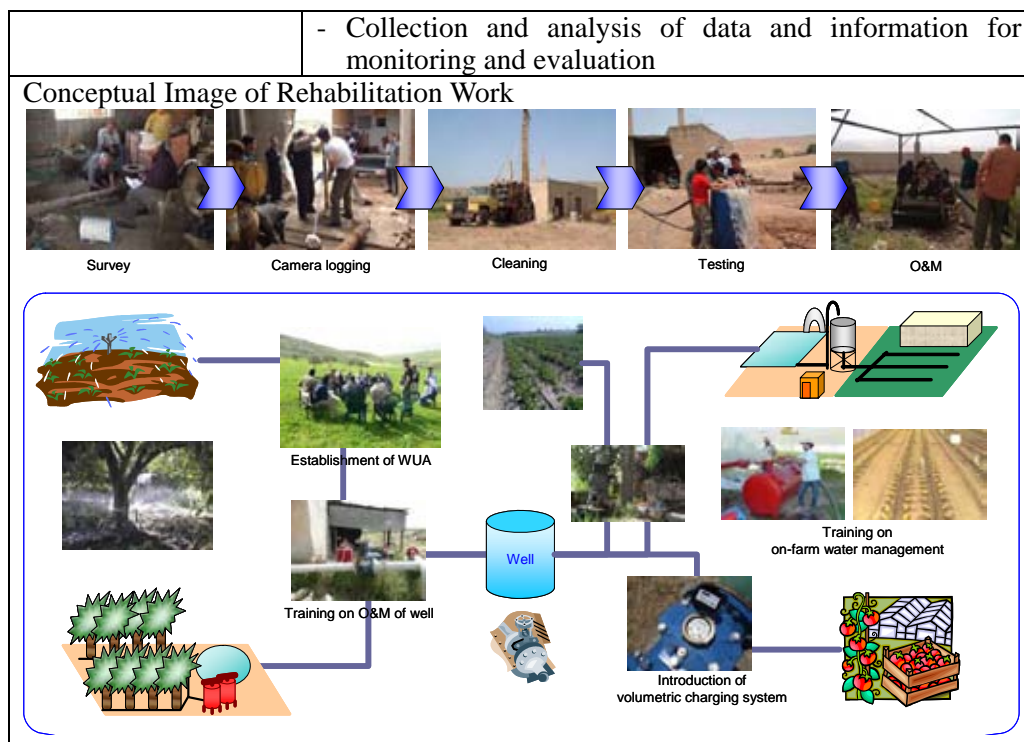 - Collection and analysis of data and information for
monitoring and evaluation
Conceptual Image of Rehabilitation Work
Survey
Camera logging
Cleaning
Testing
O&M
Establishment of WUA
Training on O&M of well
Well
Training on
on-farm water management
Introduction of
volumetric charging system